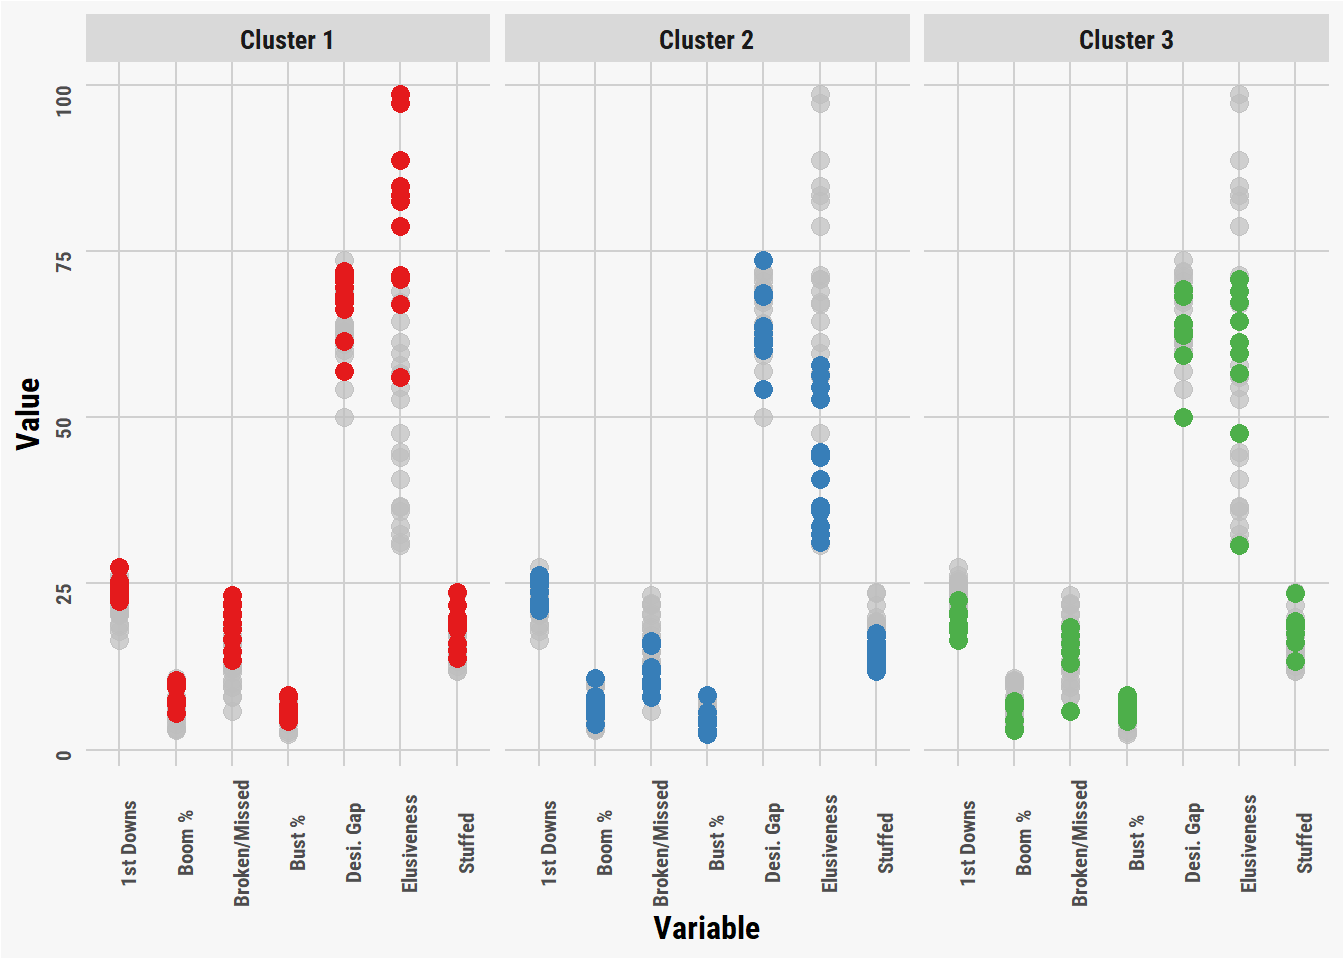 Cluster 1
Cluster 2
Cluster 3
Value
100
75
50
25
0
1st Downs
Boom %
Broken/Missed
Bust %
Desi. Gap
Elusiveness
Stuffed
1st Downs
Boom %
Broken/Missed
Bust %
Desi. Gap
Elusiveness
Stuffed
1st Downs
Boom %
Broken/Missed
Bust %
Desi. Gap
Elusiveness
Stuffed
Variable